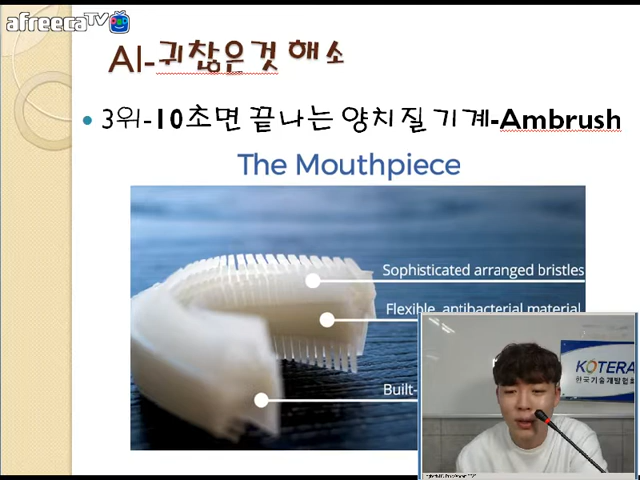 afreecaTV
AI-귀찮은것 해소
3위-10초면 끝나는 양치질 기계-Ambrush
The Mouthpiece
Sophisticated arranged bristles
Flexible, antibacterial material
Built-
KOTERA
한국기술개발협회